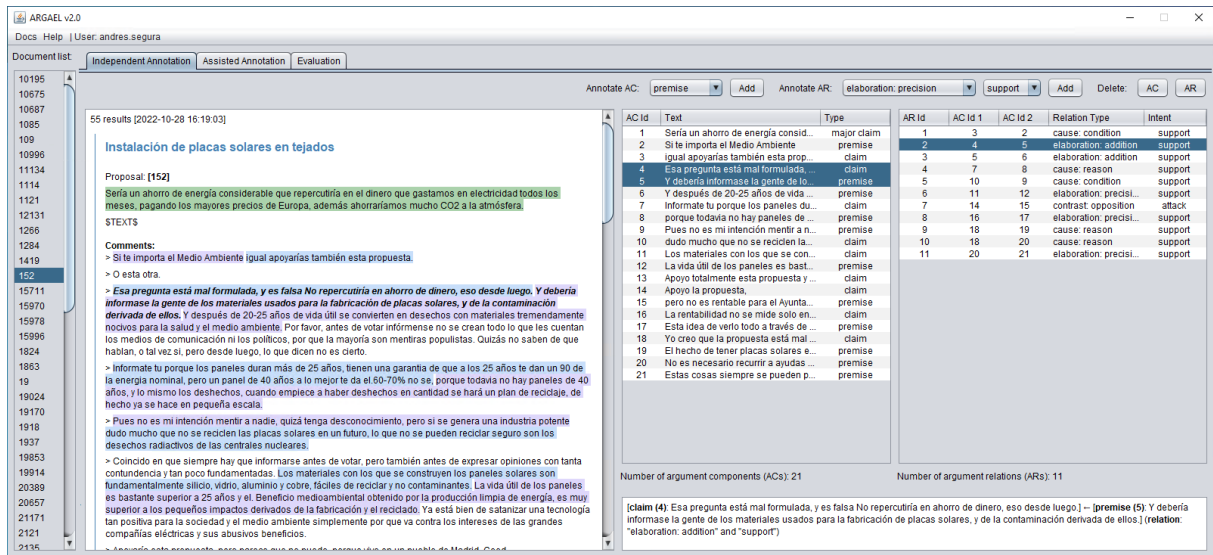 ARGAEL v2.0
Docs Help | User: andres.segura
Document list:
Independent Annotation Assisted Annotation Evaluation
10195
10675
10687
1085
109
10996
11134
1114
1121
12131
1266
1284
1419
152
15711
15970
15978
15996
1824
1863
19
19024
19170
1918
1937
19853
19914
20389
20657
21171
2121
2135
Annotate AC: premise Add Annotate AR: elaboration: precision support Add Delete: AC AR
55 results [2022-10-28 16:19:03]
Instalación de placas solares en tejados
Proposal: [152]
Sería un ahorro de energía considerable que repercutiría en el dinero que gastamos en electricidad todos los
meses, pagando los mayores precios de Europa, además ahorraríamos mucho CO2 a la atmósfera.
$TEXT$
Comments:
> Si te importa el Medio Ambiente igual apoyarías también esta propuesta.
> O esta otra.
> Esa pregunta está mal formulada, y es falsa No repercutiría en ahorro de dinero, eso desde luego. Y debería
informase la gente de los materiales usados para la fabricación de placas solares, y de la contaminación
derivada de ellos. Y después de 20-25 años de vida útil se convierten en desechos con materiales tremendamente
nocivos para la salud y el medio ambiente. Por favor, antes de votar infórmense no se crean todo lo que les cuentan
los medios de comunicación ni los políticos, por que la mayoría son mentiras populistas. Quizás no saben de que
hablan, o tal vez si, pero desde luego, lo que dicen no es cierto.
> Informate tu porque los paneles duran más de 25 años, tienen una garantia de que a los 25 años te dan un 90 de
la energia nominal, pero un panel de 40 años a lo mejor te da el.60-70% no se, porque todavia no hay paneles de 40
años, y lo mismo los deshechos, cuando empiece a haber deshechos en cantidad se hará un plan de reciclaje, de
hecho ya se hace en pequeña escala.
> Pues no es mi intención mentir a nadie, quizá tenga desconocimiento, pero si se genera una industria potente
dudo mucho que no se reciclen las placas solares en un futuro, lo que no se pueden reciclar seguro son los
desechos radiactivos de las centrales nucleares.
> Coincido en que siempre hay que informarse antes de votar, pero también antes de expresar opiniones con tanta
contundencia y tan poco fundamentadas. Los materiales con los que se construyen los paneles solares son
fundamentalmente silicio, vidrio, aluminio y cobre, fáciles de reciclar y no contaminantes. La vida útil de los paneles
es bastante superior a 25 años y el. Beneficio medioambiental obtenido por la producción limpia de energía, es muy
superior a los pequeños impactos derivados de la fabricación y el reciclado. Ya está bien de satanizar una tecnología
tan positiva para la sociedad y el medio ambiente simplemente por que va contra los intereses de las grandes
compañías eléctricas y sus abusivos beneficios.
AC Id Text Type
1 Sería un ahorro de energía consid... major claim
2 Si te importa el Medio Ambiente premise
3 igual apoyarías también esta prop... claim
4 Esa pregunta está mal formulada, ... claim
5 Y debería informase la gente de lo... premise
6 Y después de 20-25 años de vida ... premise
7 Informate tu porque los paneles du... claim
8 porque todavia no hay paneles de ... premise
9 Pues no es mi intención mentir a n... premise
10 dudo mucho que no se reciclen la... claim
11 Los materiales con los que se con... claim
12 La vida útil de los paneles es bast... premise
13 Apoyo totalmente esta propuesta y ... claim
14 Apoyo la propuesta, claim
15 pero no es rentable para el Ayunta... premise
16 La rentabilidad no se mide solo en... claim
17 Esta idea de verlo todo a través de ... premise
18 Yo creo que la propuesta está mal ... claim
19 El hecho de tener placas solares e... premise
20 No es necesario recurrir a ayudas ... premise
21 Estas cosas siempre se pueden p... premise
Number of argument components (ACs): 21
AR Id AC Id 1 AC Id 2 Relation Type Intent
1 3 2 cause: condition support
2 4 5 elaboration: addition support
3 5 6 elaboration: addition support
4 7 8 cause: reason support
5 10 9 cause: condition support
6 11 12 elaboration: precisi... support
7 14 15 contrast: opposition attack
8 16 17 elaboration: precisi... support
9 18 19 cause: reason support
10 18 20 cause: reason support
11 20 21 elaboration: precisi... support
Number of argument relations (ARs): 11
[claim (4): Esa pregunta está mal formulada, y es falsa No repercutiría en ahorro de dinero, eso desde luego.] ← [premise (5): Y debería
informase la gente de los materiales usados para la fabricación de placas solares, y de la contaminación derivada de ellos.] (relation:
"elaboration: addition" and "support")